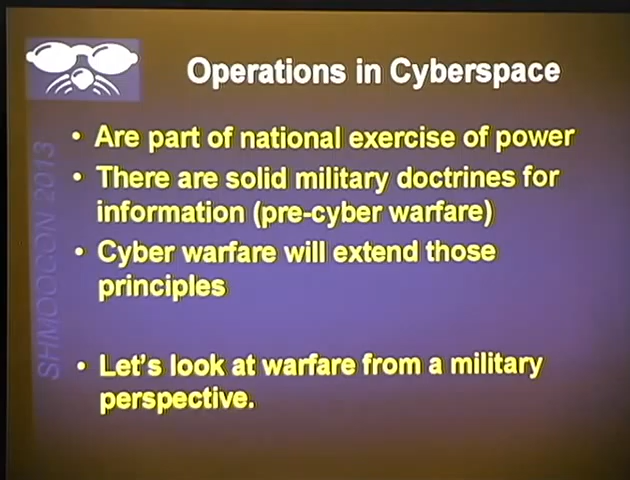 Operations in Cyberspace
• Are part of national exercise of power
• There are solid military doctrines for
information (pre-cyber warfare)
• Cyber warfare will extend those
principles
• Let's look at warfare from a military
perspective.
SHMOOCON 2013